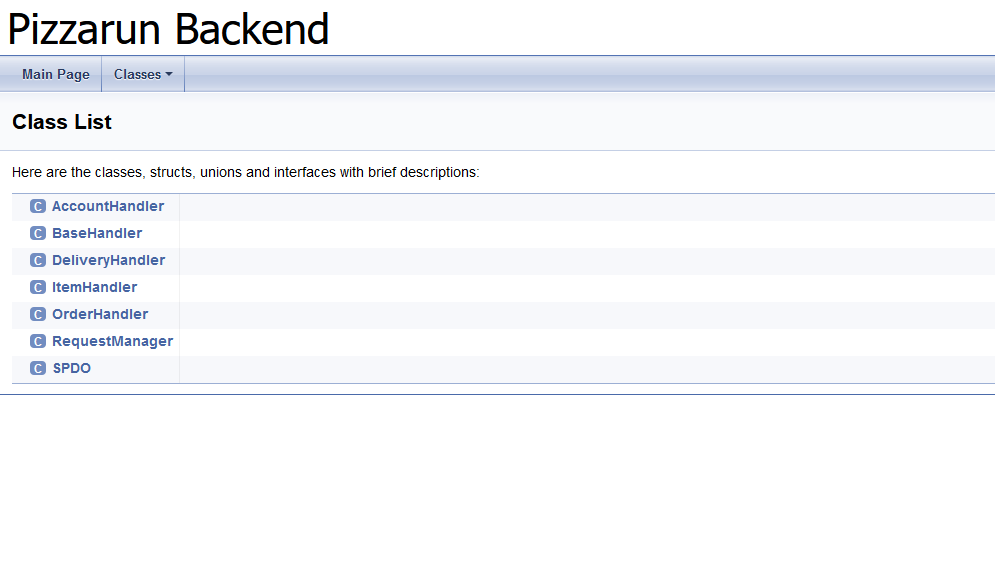 Pizzarun Backend
Main Page Classes
Class List
Here are the classes, structs, unions and interfaces with brief descriptions:
C AccountHandler
C BaseHandler
C DeliveryHandler
C ItemHandler
C OrderHandler
C RequestManager
C SPDO